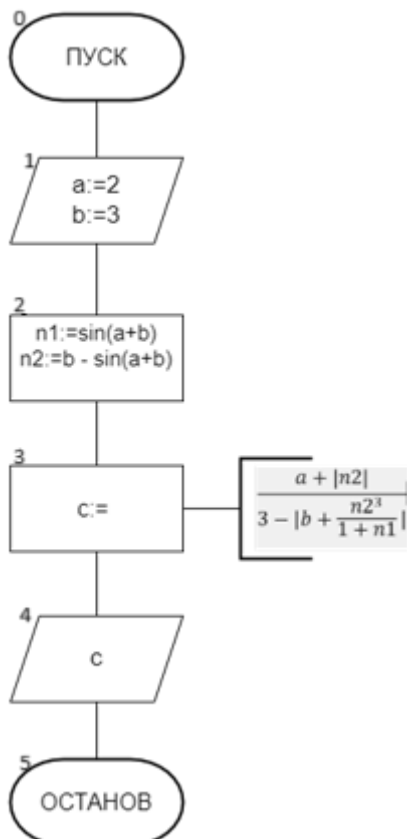 0
ПУСК
1
a:=2
b:=3
2
n1:=sin(a+b)
n2:=b - sin(a+b)
3
c:=
a + |n2|
3 − |b + n2³
1 + n1|
4
c
5
ОСТАНОВ